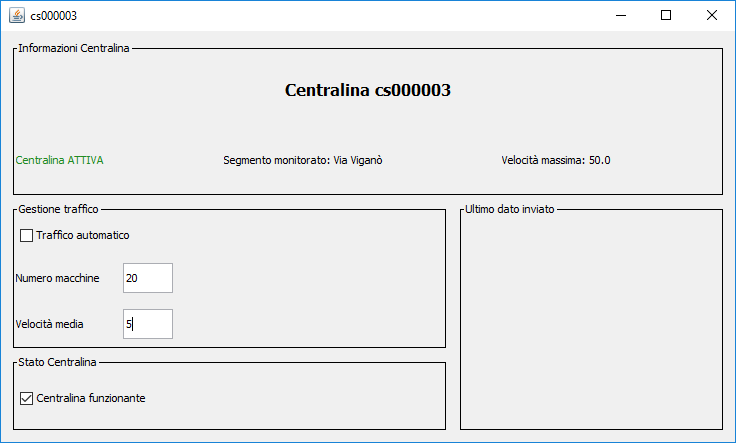 cs000003
Informazioni Centralina
Centralina cs000003
Centralina ATTIVA Segmento monitorato: Via Viganò Velocità massima: 50.0
Gestione traffico
Traffico automatico
Numero macchine 20
Velocità media 5
Ultimo dato inviato
Stato Centralina
Centralina funzionante